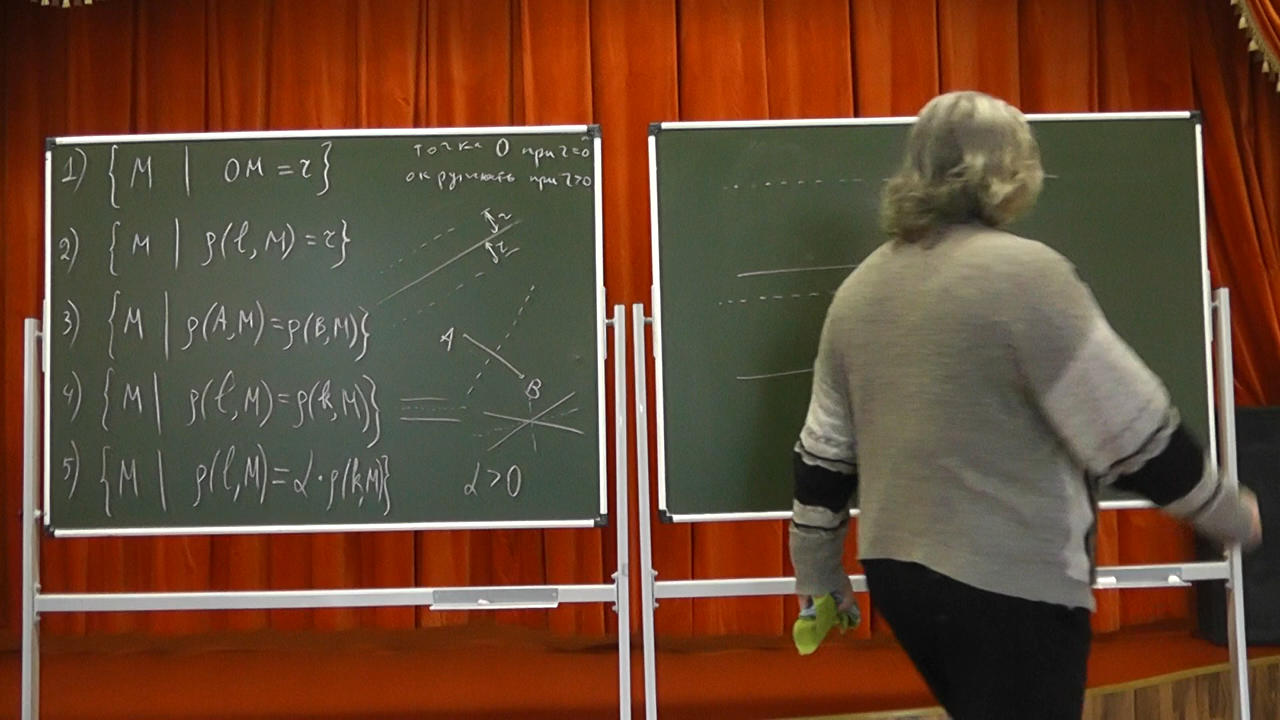 1) { M | OM = r }
точка O при r=0
окружность при r>0
2) { M | ρ(ℓ, M) = r }
r
r
3) { M | ρ(A,M)=ρ(B,M) }
A
B
4) { M | ρ(ℓ,M)=ρ(k,M) }
5) { M | ρ(ℓ,M)=α·ρ(k,M) }
α>0